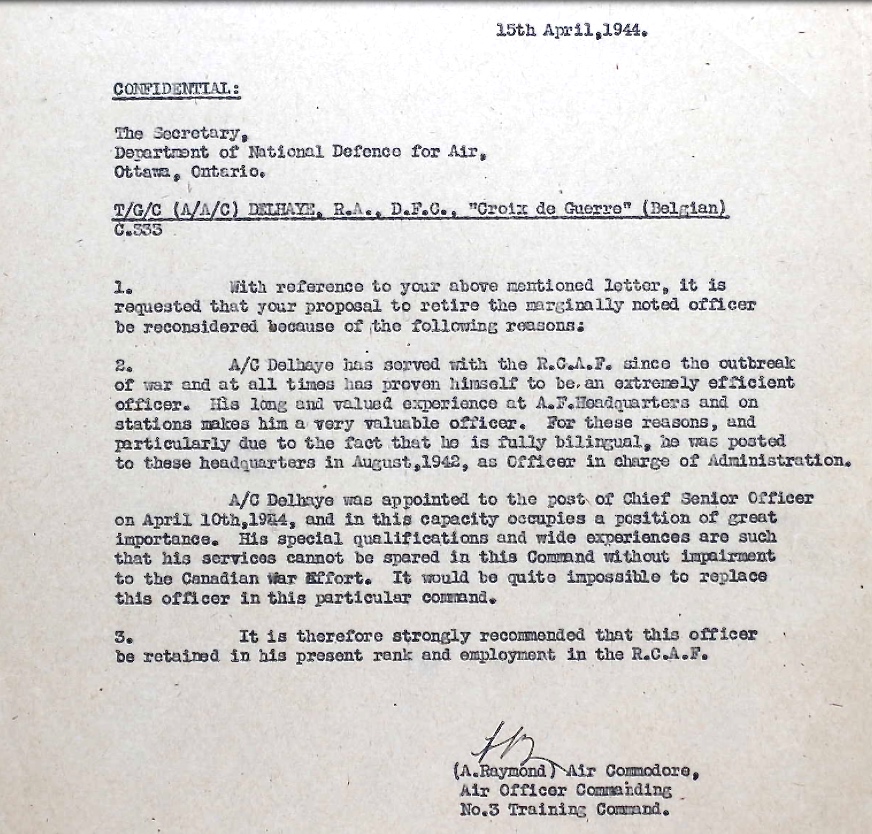 15th April,1944.
CONFIDENTIAL:
The Secretary,
Department of National Defence for Air,
Ottawa, Ontario.
T/G/C (A/A/C) DELHAYE, R.A., D.F.C., "Croix de Guerre" (Belgian)
C.333
1. With reference to your above mentioned letter, it is
requested that your proposal to retire the marginally noted officer
be reconsidered because of the following reasons:
2. A/C Delhaye has served with the R.C.A.F. since the outbreak
of war and at all times has proven himself to be an extremely efficient
officer. His long and valued experience at A.F.Headquarters and on
stations makes him a very valuable officer. For these reasons, and
particularly due to the fact that he is fully bilingual, he was posted
to these headquarters in August,1942, as Officer in charge of Administration.
A/C Delhaye was appointed to the post of Chief Senior Officer
on April 10th,1944, and in this capacity occupies a position of great
importance. His special qualifications and wide experiences are such
that his services cannot be spared in this Command without impairment
to the Canadian War Effort. It would be quite impossible to replace
this officer in this particular command.
3. It is therefore strongly recommended that this officer
be retained in his present rank and employment in the R.C.A.F.
(A.Raymond) Air Commodore,
Air Officer Commanding
No.3 Training Command.